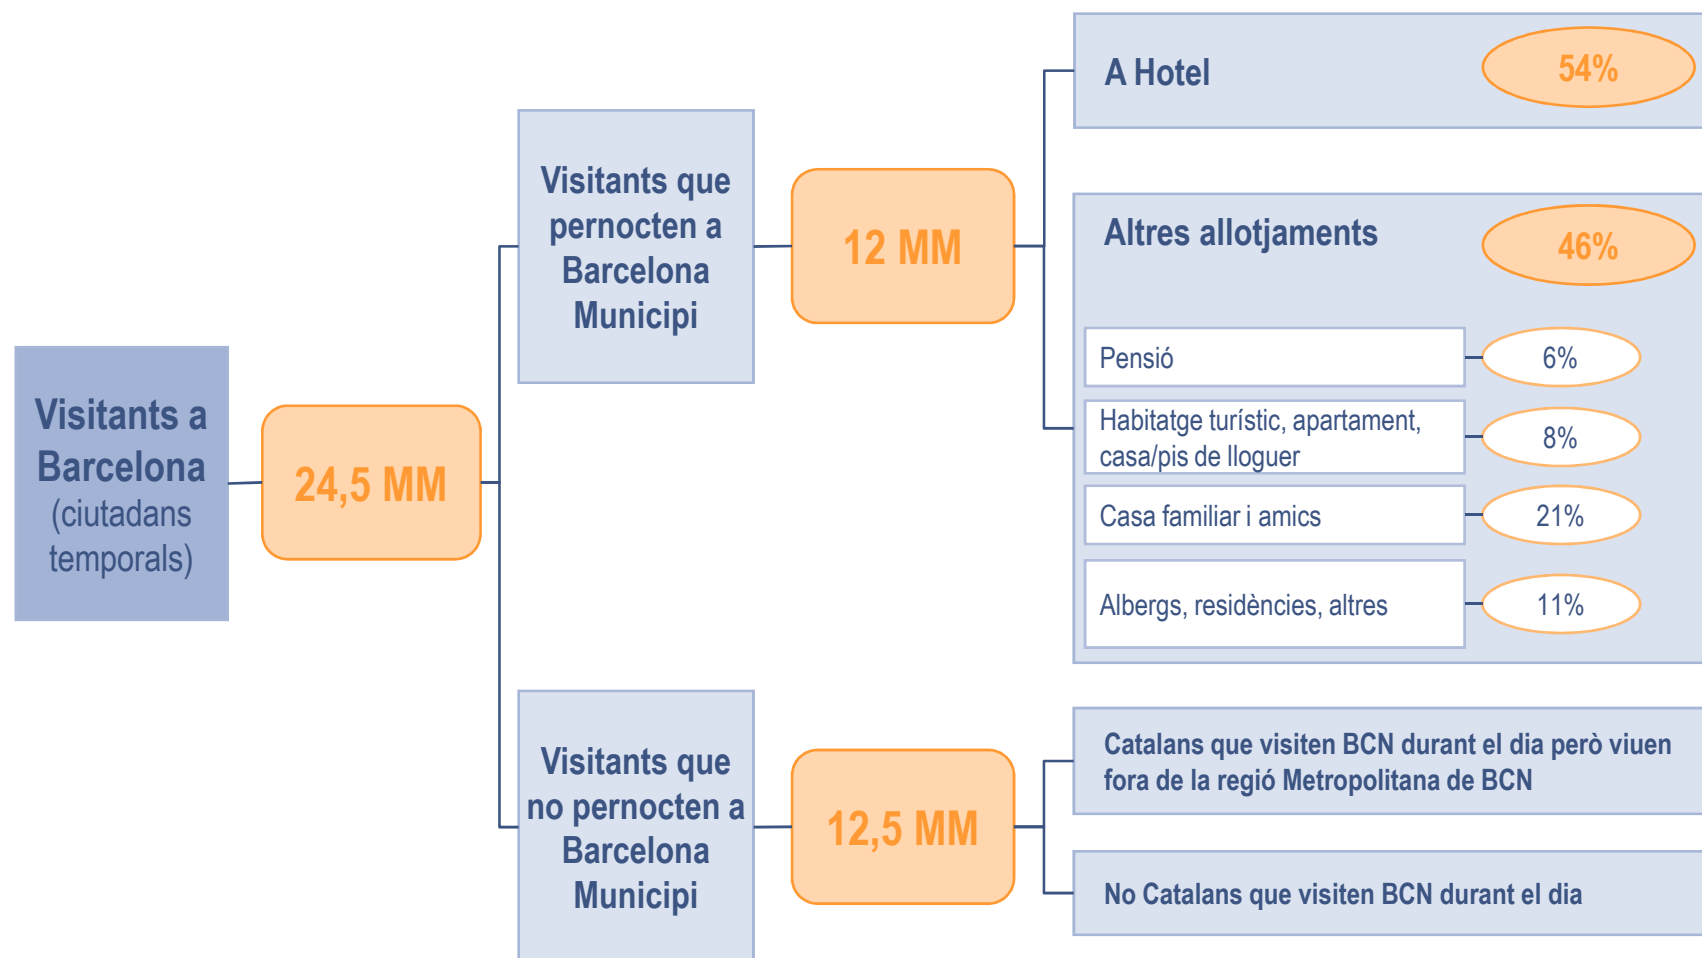 Visitants a
Barcelona
(ciutadans
temporals)
24,5 MM
Visitants que
pernocten a
Barcelona
Municipi
12 MM
A Hotel
54%
Altres allotjaments
46%
Pensió
6%
Habitatge turístic, apartament,
casa/pis de lloguer
8%
Casa familiar i amics
21%
Albergs, residències, altres
11%
Visitants que
no pernocten a
Barcelona
Municipi
12,5 MM
Catalans que visiten BCN durant el dia però viuen
fora de la regió Metropolitana de BCN
No Catalans que visiten BCN durant el dia